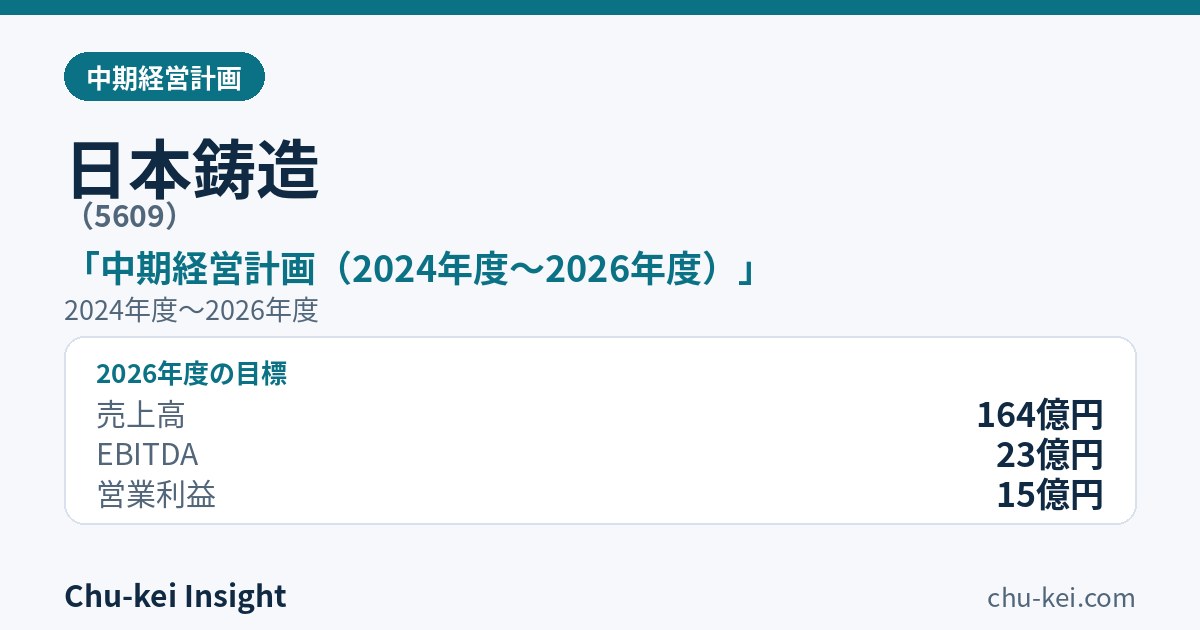 中期経営計画
日本鋳造
（5609）
「中期経営計画（2024年度～2026年度）」
2024年度～2026年度
2026年度の目標
売上高 164億円
EBITDA 23億円
営業利益 15億円
Chu-kei Insight chu-kei.com